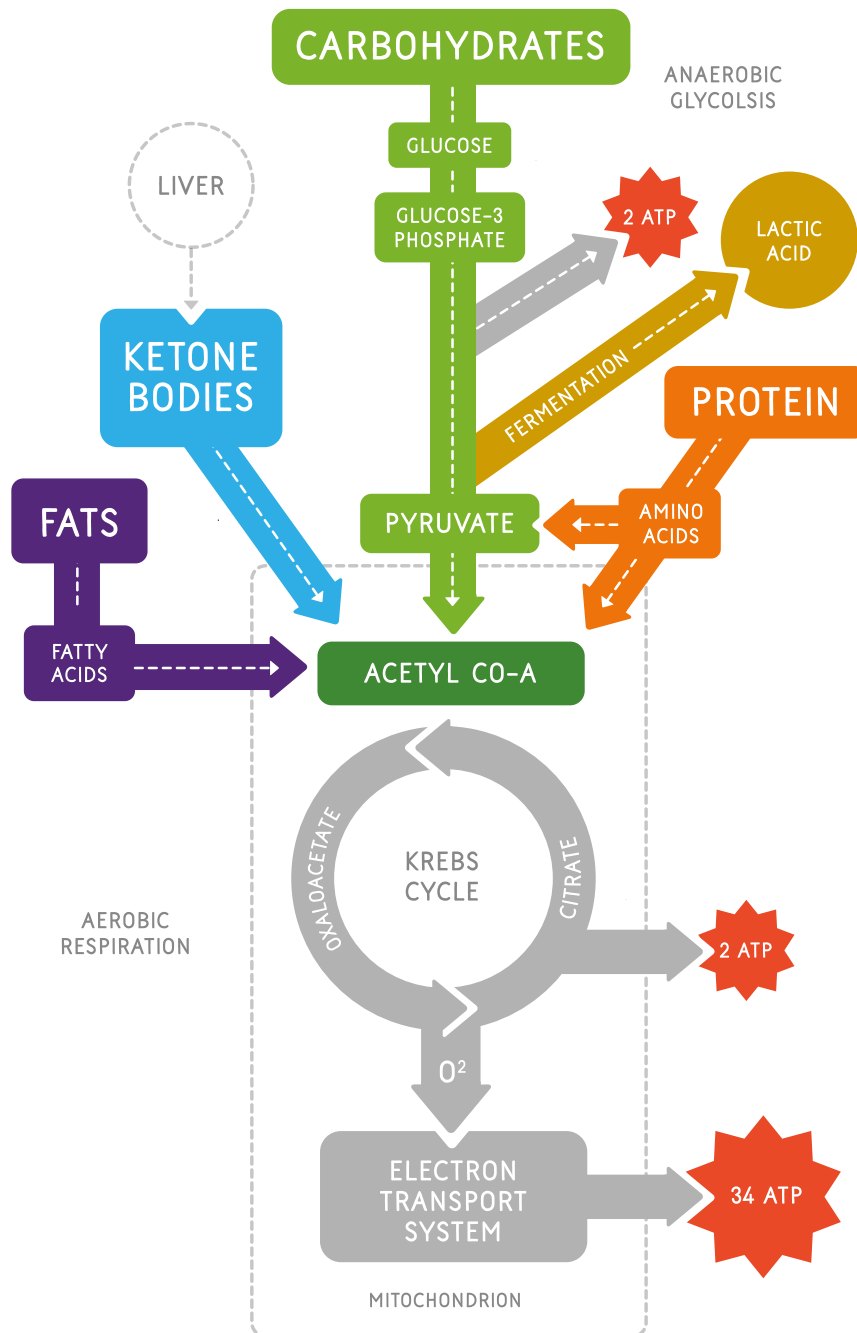 CARBOHYDRATES
ANAEROBIC
GLYCOLSIS
GLUCOSE
LIVER
GLUCOSE-3
PHOSPHATE
2 ATP
LACTIC
ACID
KETONE
BODIES
FERMENTATION
PROTEIN
FATS
PYRUVATE
AMINO
ACIDS
FATTY
ACIDS
ACETYL CO-A
OXALOACETATE
KREBS
CYCLE
CITRATE
AEROBIC
RESPIRATION
2 ATP
O²
ELECTRON
TRANSPORT
SYSTEM
34 ATP
MITOCHONDRION